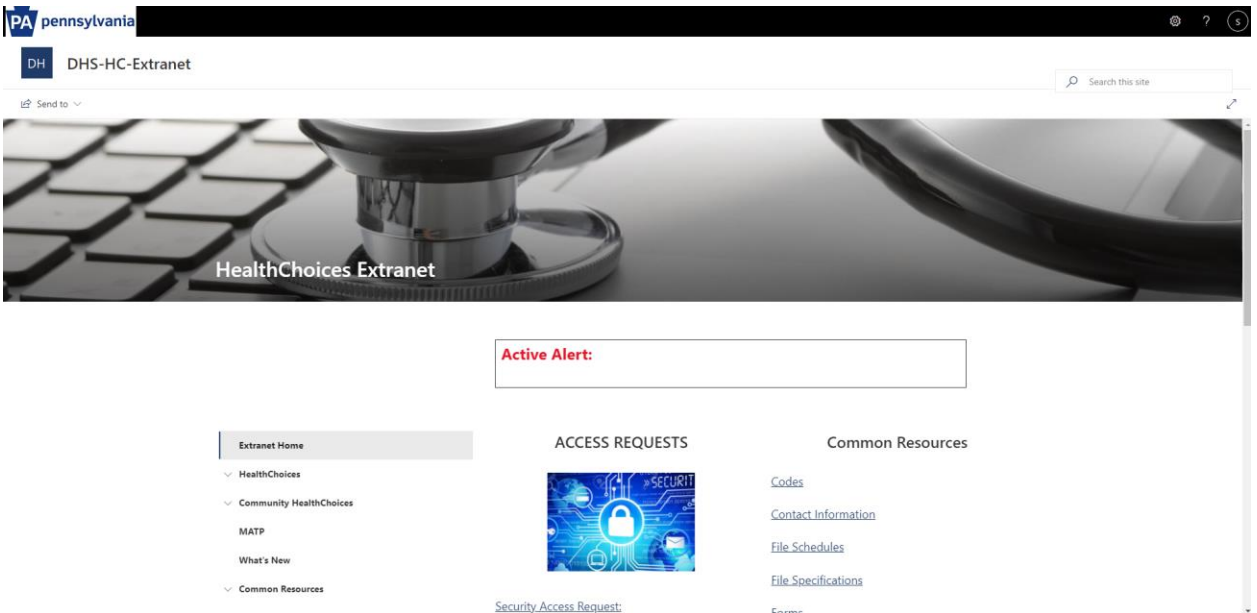 PA pennsylvania
? S
DH DHS-HC-Extranet
Search this site
Send to
HealthChoices Extranet
Active Alert:
Extranet Home
HealthChoices
Community HealthChoices
MATP
What's New
Common Resources
ACCESS REQUESTS
»SECURIT
Security Access Request:
Common Resources
Codes
Contact Information
File Schedules
File Specifications
Forms